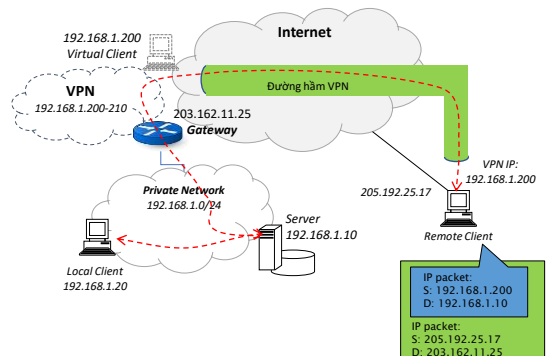 192.168.1.200
Virtual Client
Internet
VPN
192.168.1.200-210
Đường hầm VPN
203.162.11.25
Gateway
VPN IP:
192.168.1.200
205.192.25.17
Private Network
192.168.1.0/24
Server
192.168.1.10
Remote Client
Local Client
192.168.1.20
IP packet:
S: 192.168.1.200
D: 192.168.1.10
IP packet:
S: 205.192.25.17
D: 203.162.11.25